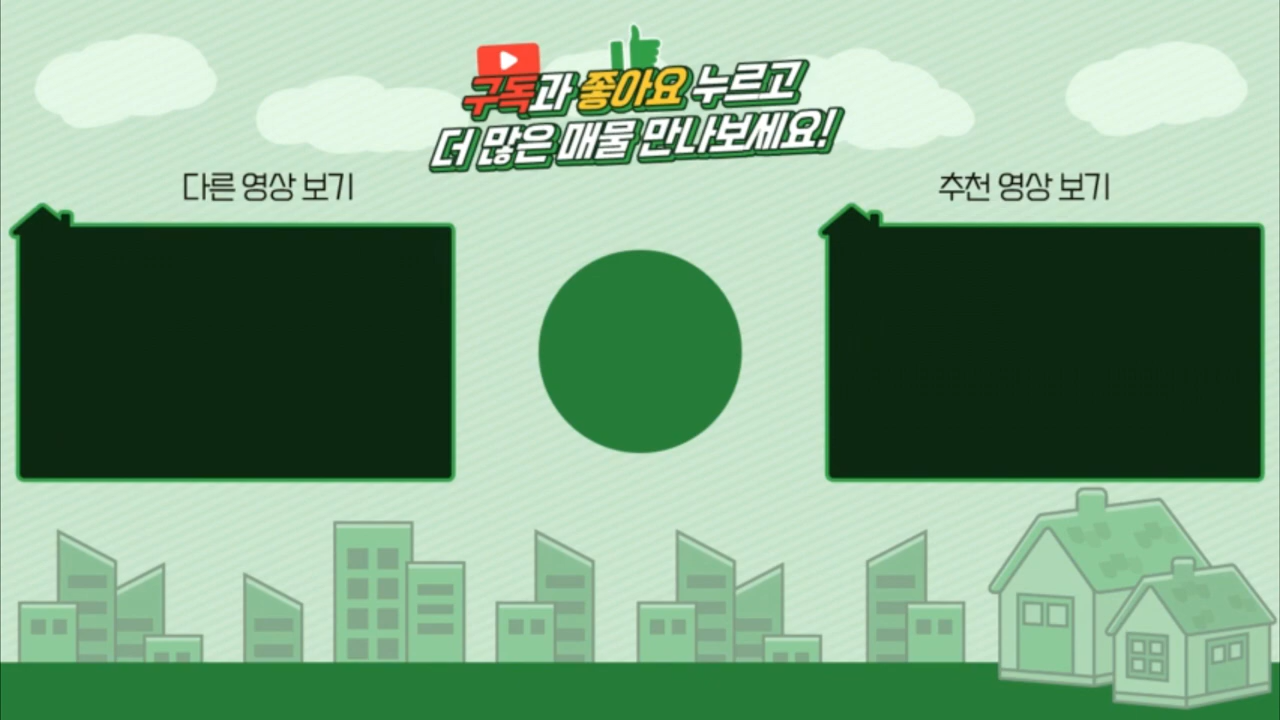 구독과 좋아요 누르고
더 많은 매물 만나보세요!
다른 영상 보기
추천 영상 보기